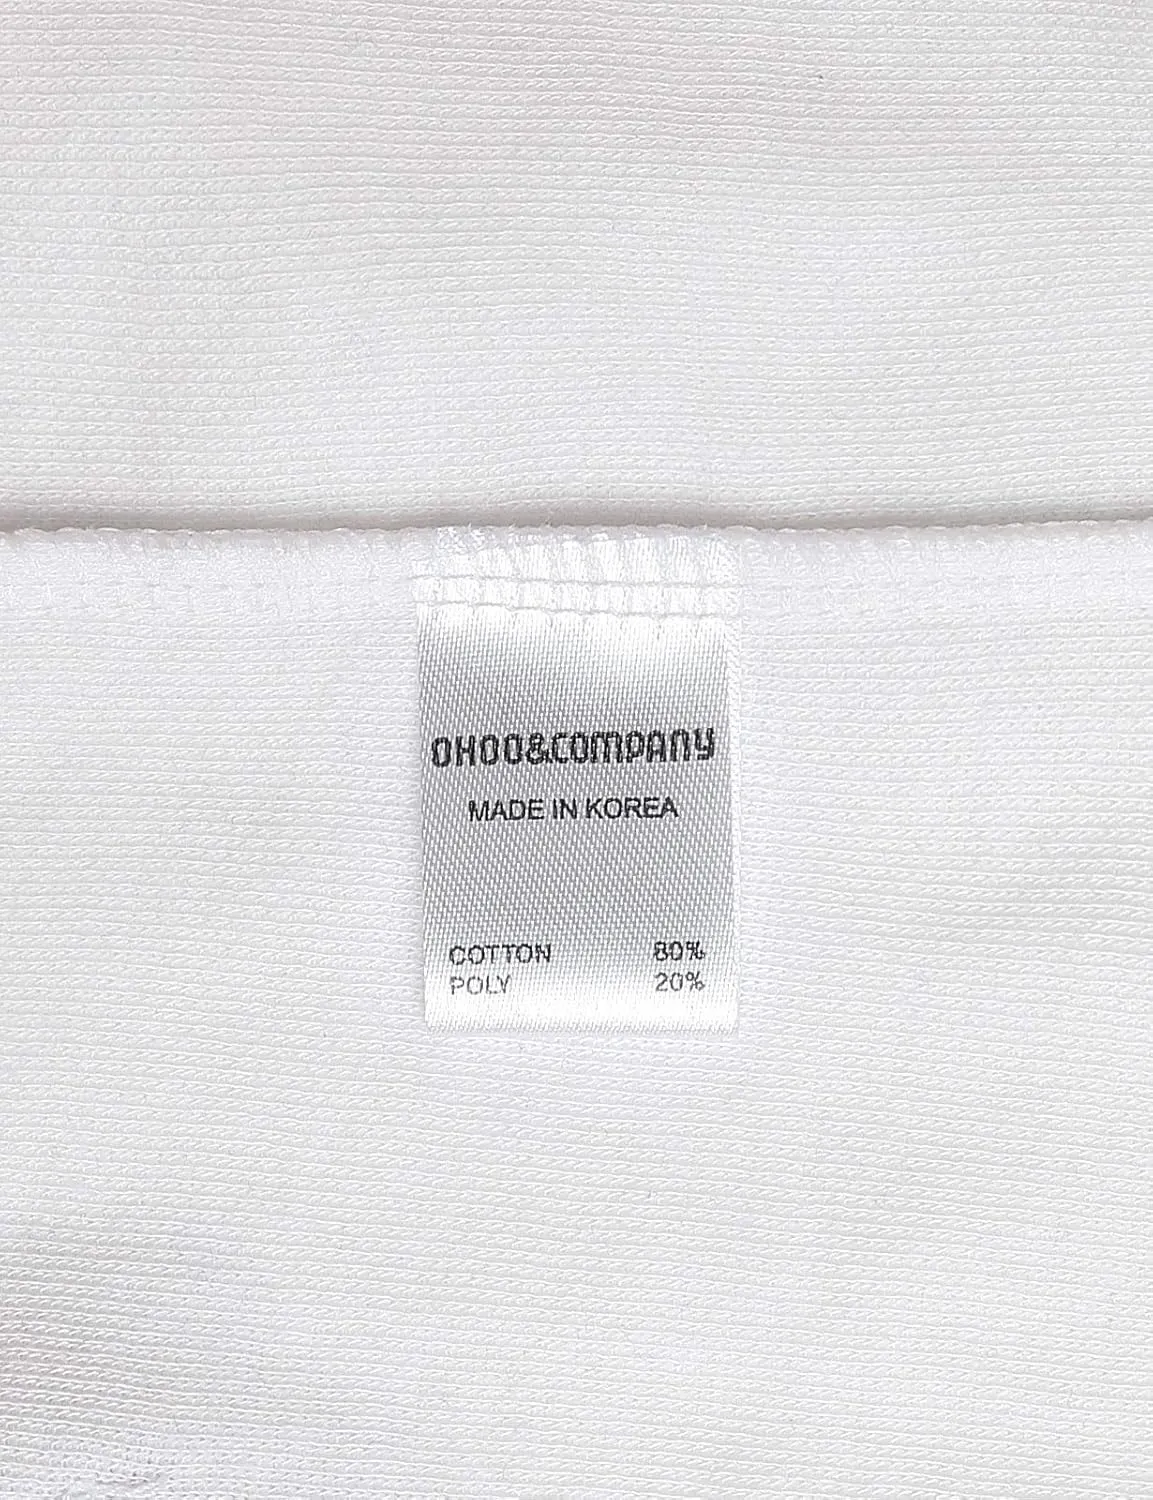 OHOO&COMPANY
MADE IN KOREA
COTTON 80%
POLY 20%